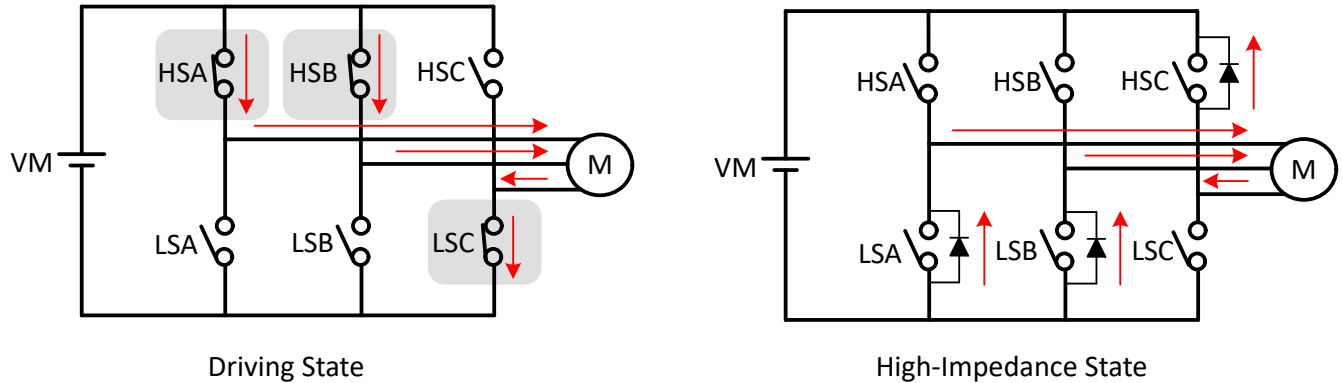 HSA
HSB
HSC
VM
M
LSA
LSB
LSC
Driving State
HSA
HSB
HSC
VM
M
LSA
LSB
LSC
High-Impedance State